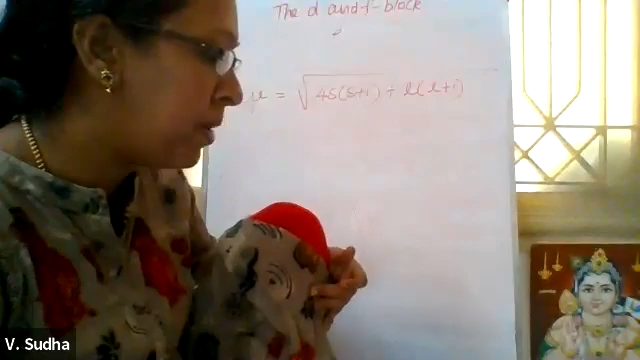 The d and f-block
μ = √4s(s+1) + l(l+1)
V. Sudha